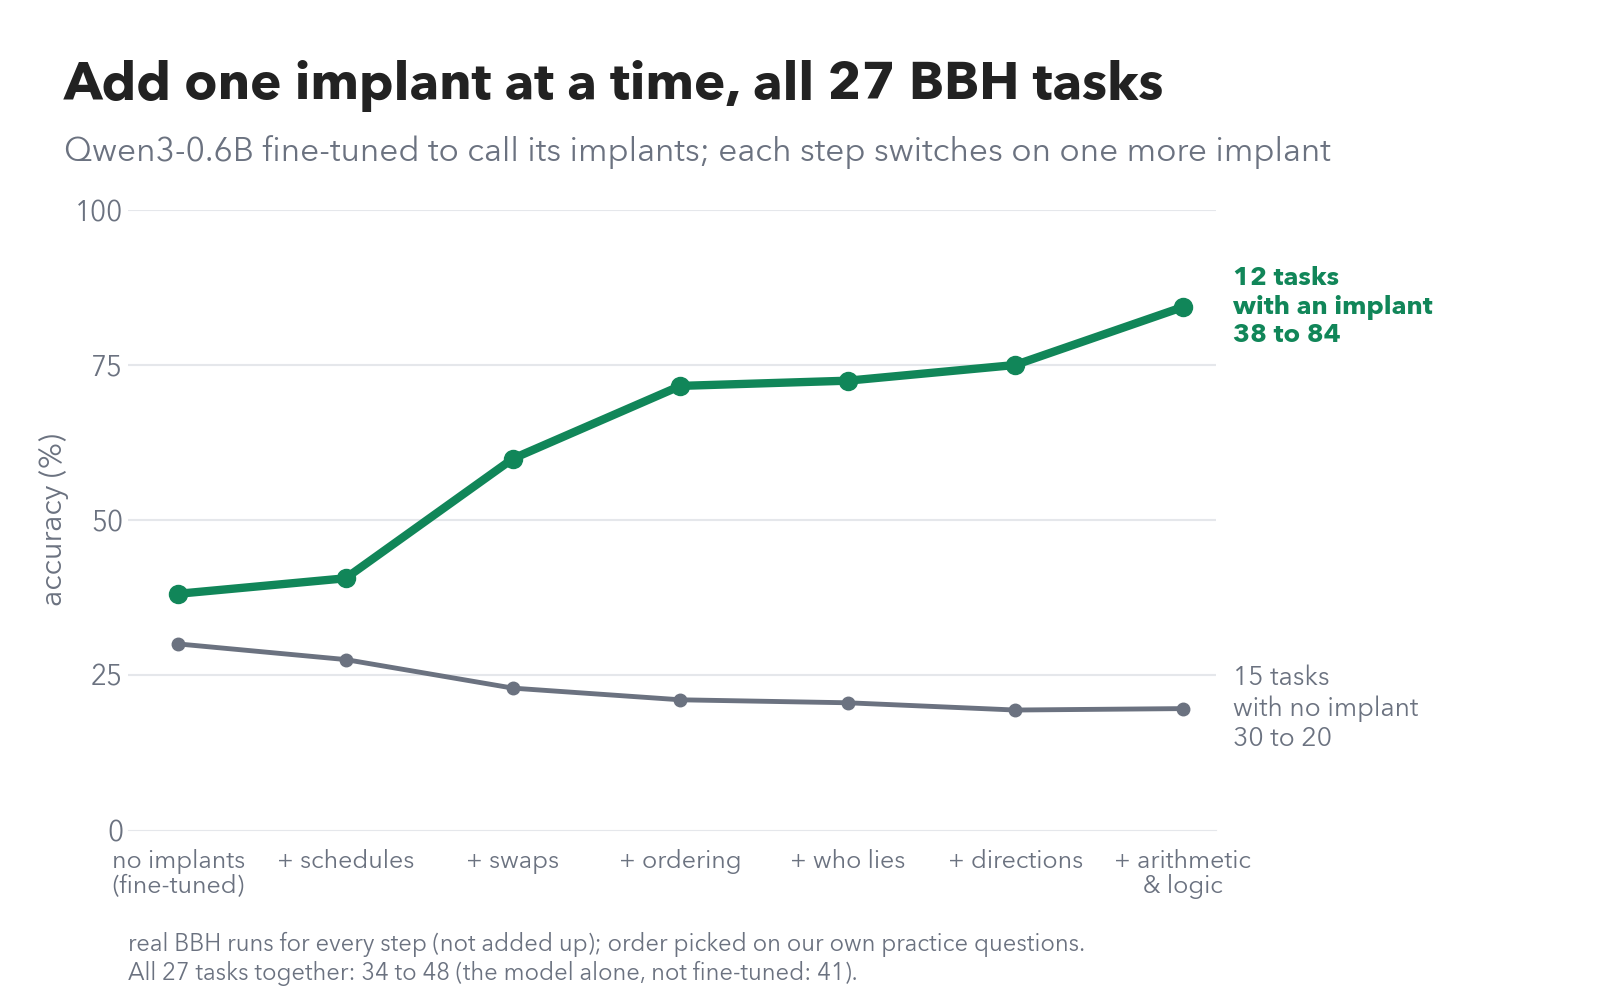 Add one implant at a time, all 27 BBH tasks
Qwen3-0.6B fine-tuned to call its implants; each step switches on one more implant
100
75
50
25
0
accuracy (%)
12 tasks
with an implant
38 to 84
15 tasks
with no implant
30 to 20
no implants
(fine-tuned)
+ schedules
+ swaps
+ ordering
+ who lies
+ directions
+ arithmetic
& logic
real BBH runs for every step (not added up); order picked on our own practice questions.
All 27 tasks together: 34 to 48 (the model alone, not fine-tuned: 41).